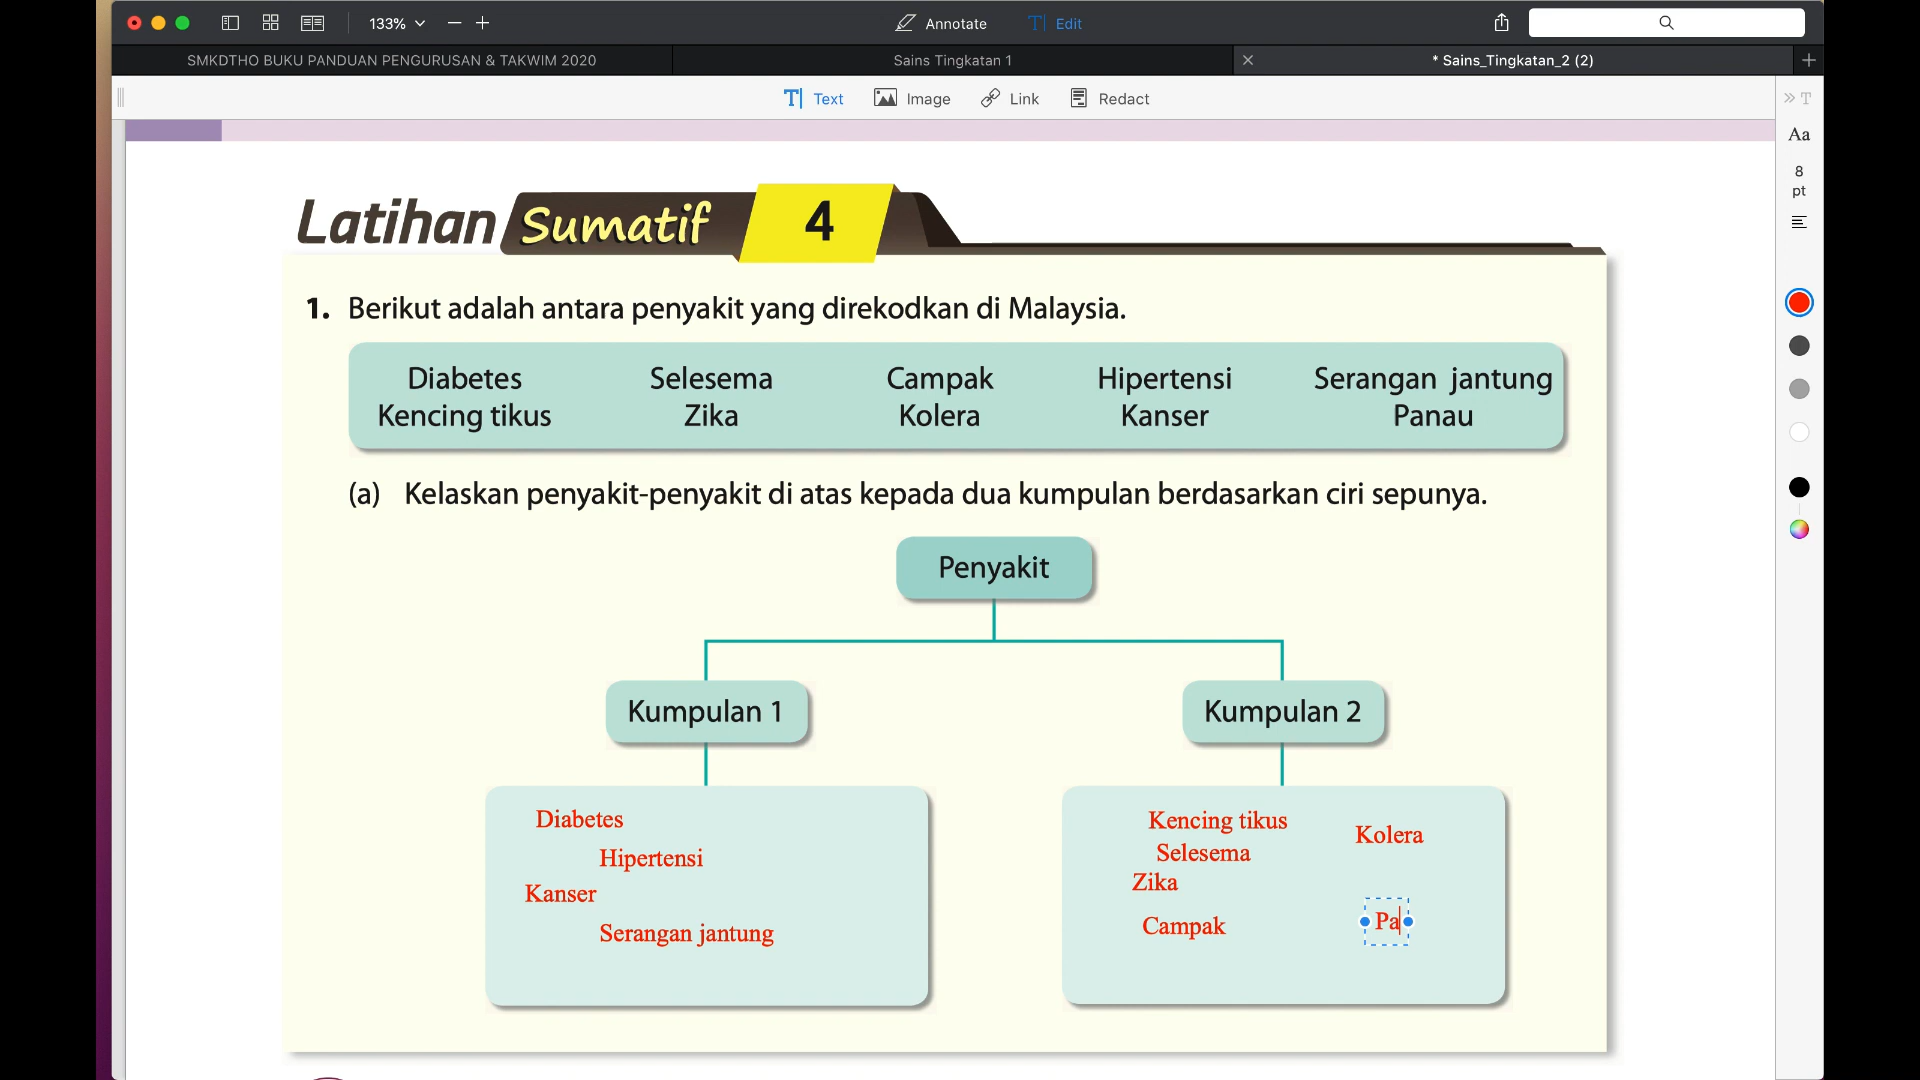 133%
Annotate
Edit
SMKDTHO BUKU PANDUAN PENGURUSAN & TAKWIM 2020
Sains Tingkatan 1
* Sains_Tingkatan_2 (2)
Text
Image
Link
Redact
T
Aa
8
pt
Latihan Sumatif 4
1. Berikut adalah antara penyakit yang direkodkan di Malaysia.
Diabetes Selesema Campak Hipertensi Serangan jantung
Kencing tikus Zika Kolera Kanser Panau
(a) Kelaskan penyakit-penyakit di atas kepada dua kumpulan berdasarkan ciri sepunya.
Penyakit
Kumpulan 1
Kumpulan 2
Diabetes
Hipertensi
Kanser
Serangan jantung
Kencing tikus
Selesema
Zika
Campak
Kolera
Pa